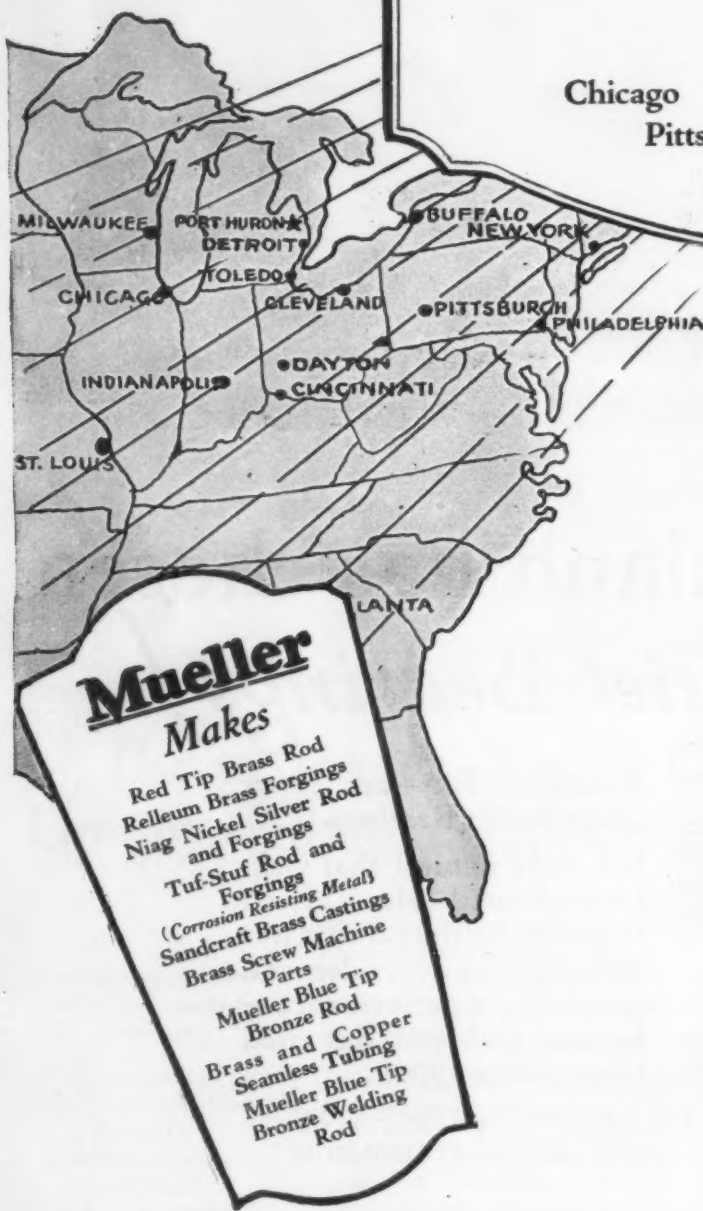 Chicago
Pitts
MILWAUKEE
PORT HURON
DETROIT
BUFFALO
NEW YORK
TOLEDO
CHICAGO
CLEVELAND
PITTSBURGH
PHILADELPHIA
DAYTON
INDIANAPOLIS
CINCINNATI
ST. LOUIS
LANTA
Mueller
Makes
Red Tip Brass Rod
Relleum Brass Forgings
Niag Nickel Silver Rod
and Forgings
Tuf-Stuf Rod and
Forgings
(Corrosion Resisting Metal)
Sandcraft Brass Castings
Brass Screw Machine
Parts
Mueller Blue Tip
Bronze Rod
Brass and Copper
Seamless Tubing
Mueller Blue Tip
Bronze Welding
Rod